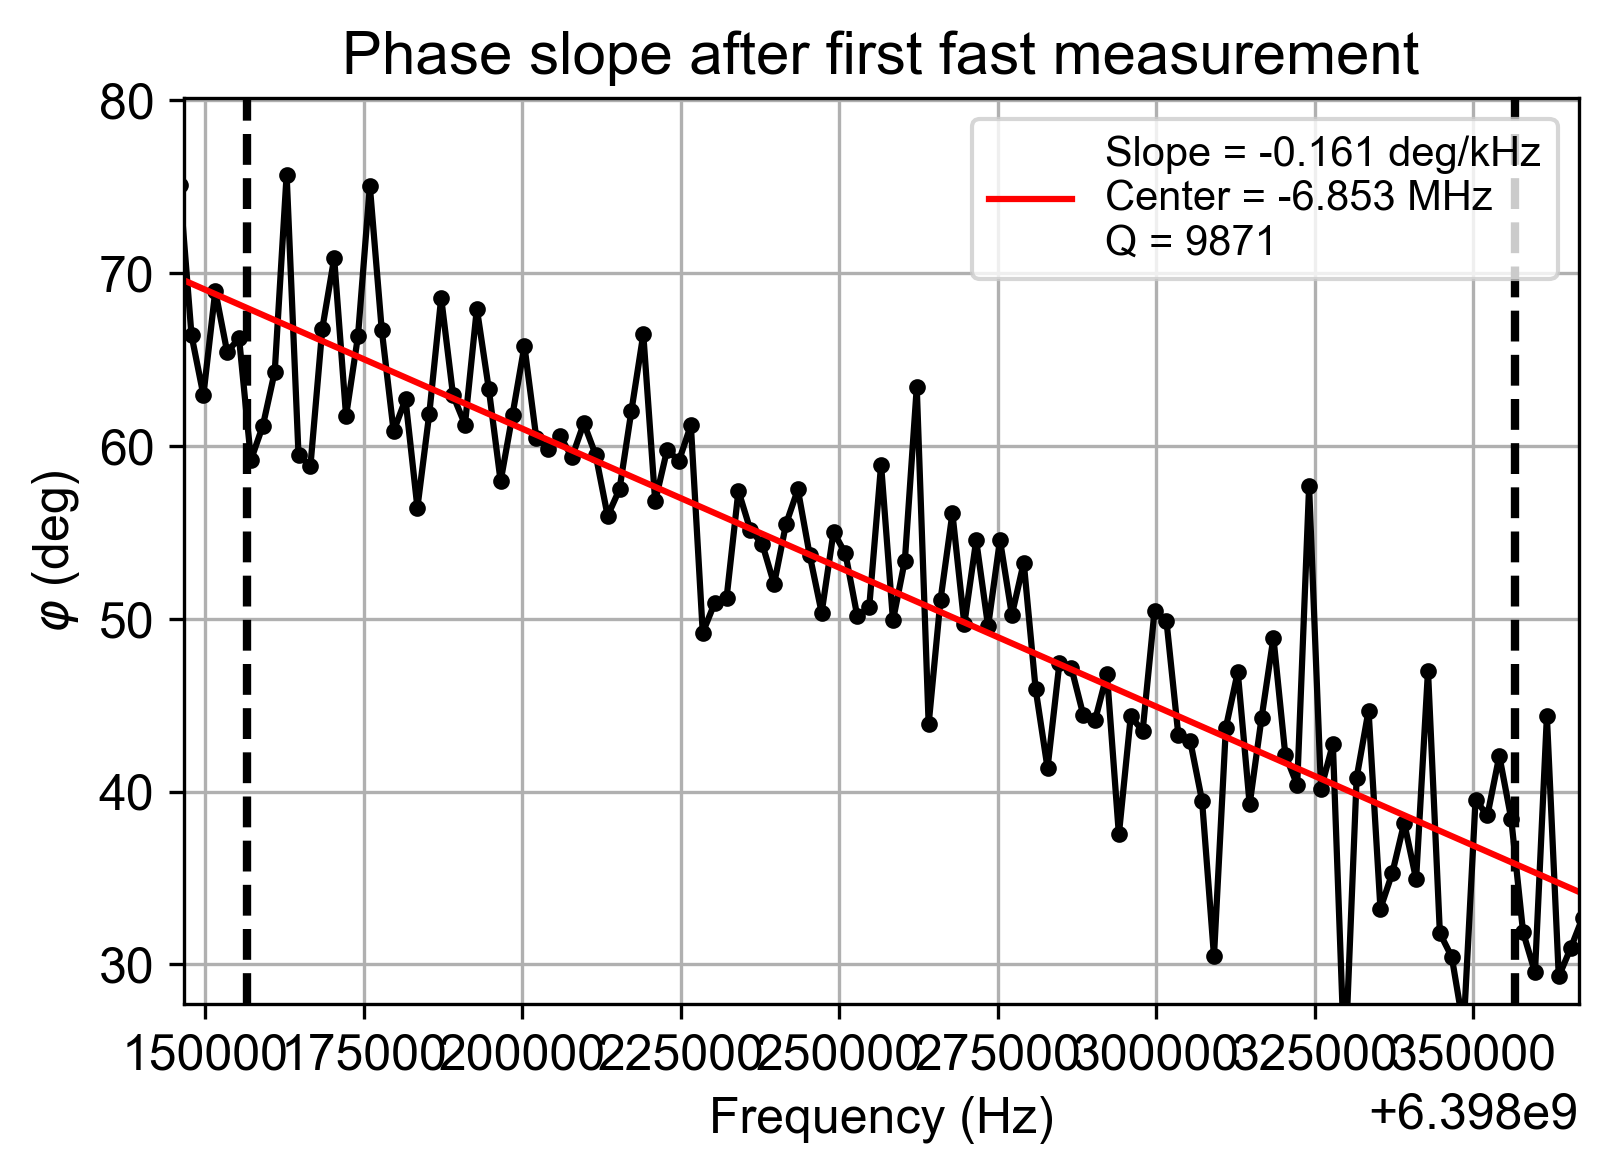 Phase slope after first fast measurement
Slope = -0.161 deg/kHz
Center = -6.853 MHz
Q = 9871
80
70
60
50
40
30
φ (deg)
150000 175000 200000 225000 250000 275000 300000 325000 350000
Frequency (Hz)
+6.398e9